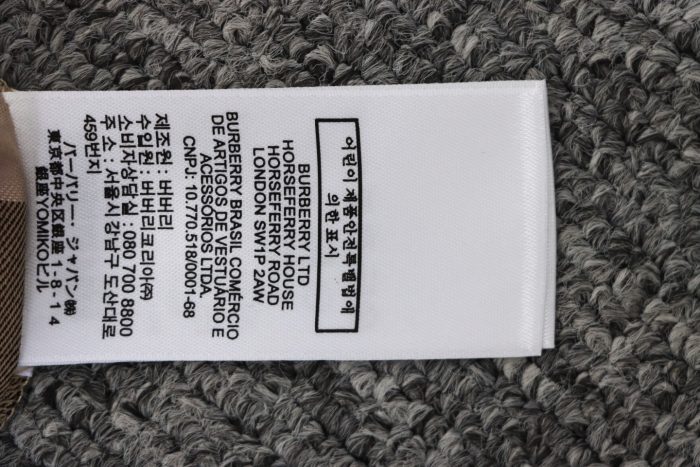 어린이 제품안전특별법에
의한 표시
BURBERRY LTD
HORSEFERRY HOUSE
HORSEFERRY ROAD
LONDON SW1P 2AW
BURBERRY BRASIL COMÉRCIO
DE ARTIGOS DE VESTUÁRIO E
ACESSÓRIOS LTDA.
CNPJ: 10.770.518/0001-68
제조원 : 버버리
수입원 : 버버리코리아㈜
소비자상담실 : 080 700 8800
주 소 : 서울시 강남구 도산대로
459번지
バーバリー・ジャパン㈱
東京都中央区銀座 1-8-14
銀座YOMIKOビル